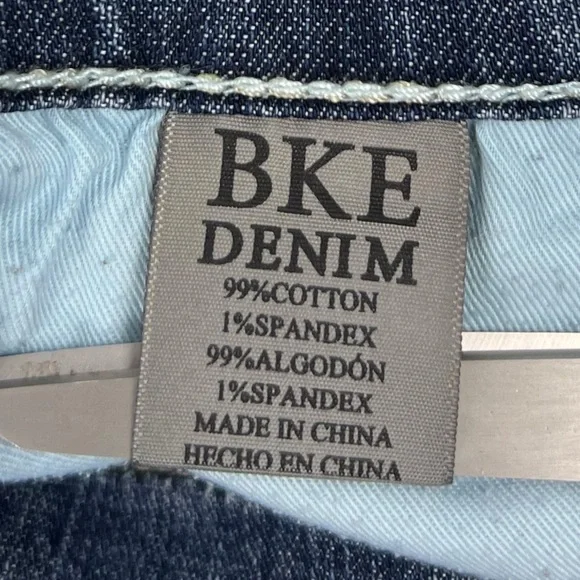 BKE
DENIM
99%COTTON
1%SPANDEX
99%ALGODÓN
1%SPANDEX
MADE IN CHINA
HECHO EN CHINA